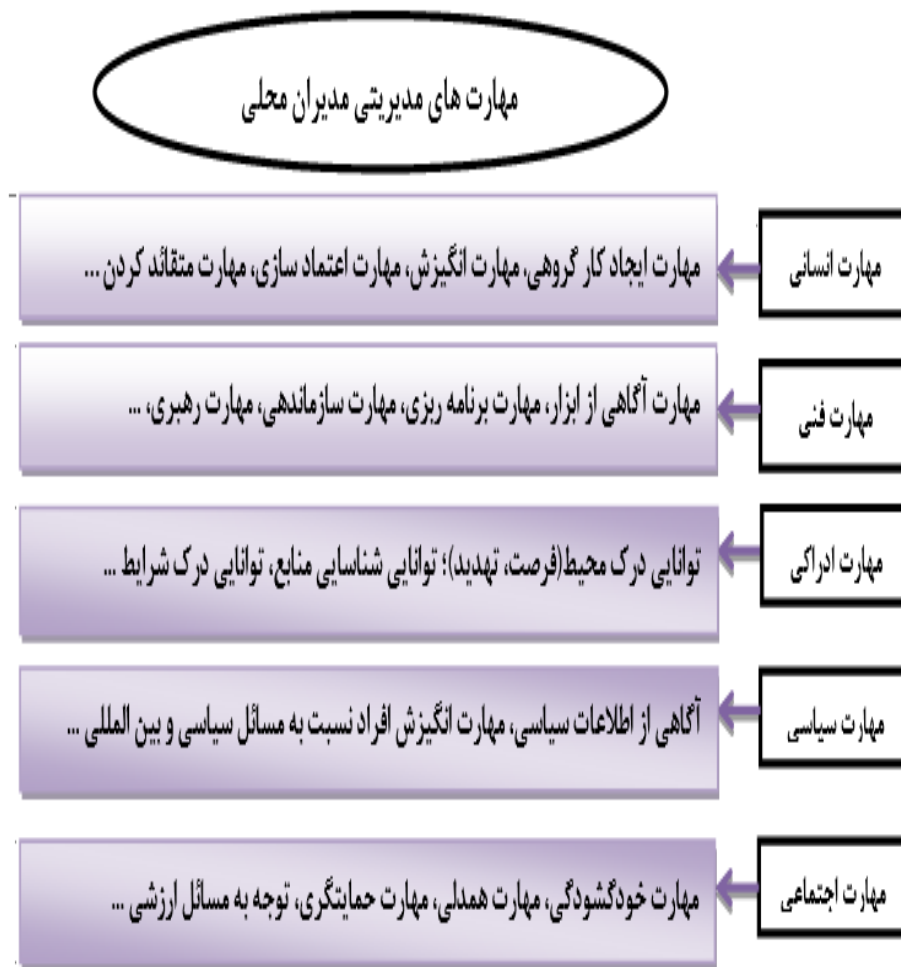 مهارت های مدیریتی مدیران محلی
مهارت انسانی
مهارت ایجاد کار گروهی، مهارت انگیزش، مهارت اعتماد سازی، مهارت متقائد کردن ...
مهارت فنی
مهارت آگاهی از ابزار، مهارت برنامه ریزی، مهارت سازماندهی، مهارت رهبری، ...
مهارت ادراکی
توانایی درک محیط(فرصت، تهدید)؛ توانایی شناسایی منابع، توانایی درک شرایط ...
مهارت سیاسی
آگاهی از اطلاعات سیاسی، مهارت انگیزش افراد نسبت به مسائل سیاسی و بین المللی ...
مهارت اجتماعی
مهارت خودگشودگی، مهارت همدلی، مهارت حمایتگری، توجه به مسائل ارزشی ...